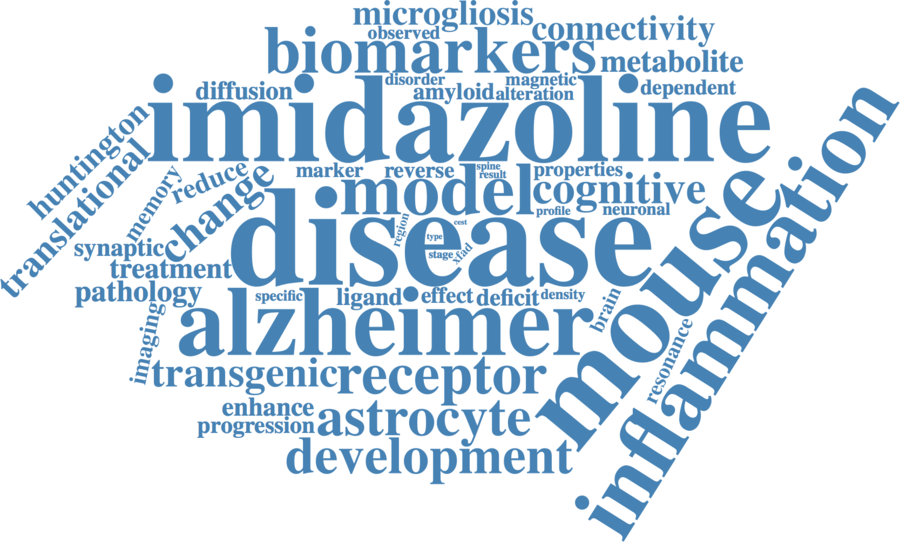 microgliosis
observed
connectivity
biomarkers
metabolite
disorder
magnetic
diffusion
amyloid
alteration
dependent
imidazoline
huntington
translational
memory
reduce
change
marker
reverse
spine
result
properties
model
cognitive
profile
neuronal
disease
region
type
cest
stage
xfad
mouse
inflammation
synaptic
treatment
pathology
specific
ligand
effect
deficit
density
brain
alzheimer
imaging
resonance
transgenic
receptor
enhance
progression
astrocyte
development